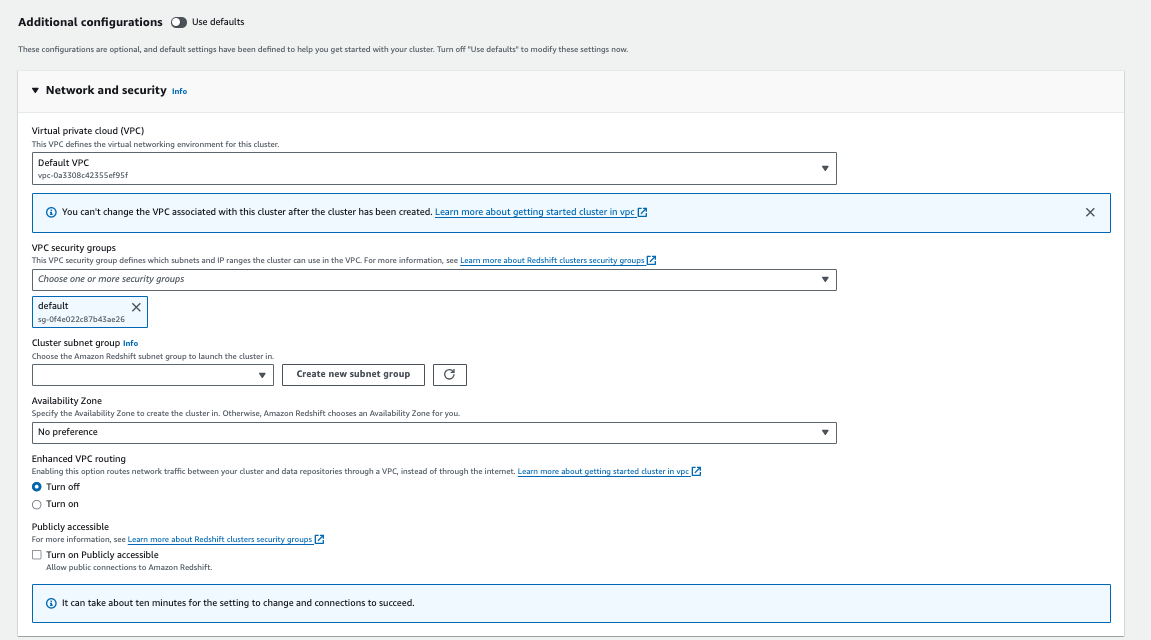 Additional configurations Use defaults
These configurations are optional, and default settings have been defined to help you get started with your cluster. Turn off "Use defaults" to modify these settings now.
Network and security Info
Virtual private cloud (VPC)
This VPC defines the virtual networking environment for this cluster.
Default VPC
vpc-0a3308c42355ef95f
You can't change the VPC associated with this cluster after the cluster has been created. Learn more about getting started cluster in vpc
VPC security groups
This VPC security group defines which subnets and IP ranges the cluster can use in the VPC. For more information, see Learn more about Redshift clusters security groups
Choose one or more security groups
default
sg-0f4e022c87b43ae26
Cluster subnet group Info
Choose the Amazon Redshift subnet group to launch the cluster in.
Create new subnet group
Availability Zone
Specify the Availability Zone to create the cluster in. Otherwise, Amazon Redshift chooses an Availability Zone for you.
No preference
Enhanced VPC routing
Enabling this option routes network traffic between your cluster and data repositories through a VPC, instead of through the internet. Learn more about getting started cluster in vpc
Turn off
Turn on
Publicly accessible
For more information, see Learn more about Redshift clusters security groups
Turn on Publicly accessible
Allow public connections to Amazon Redshift.
It can take about ten minutes for the setting to change and connections to succeed.